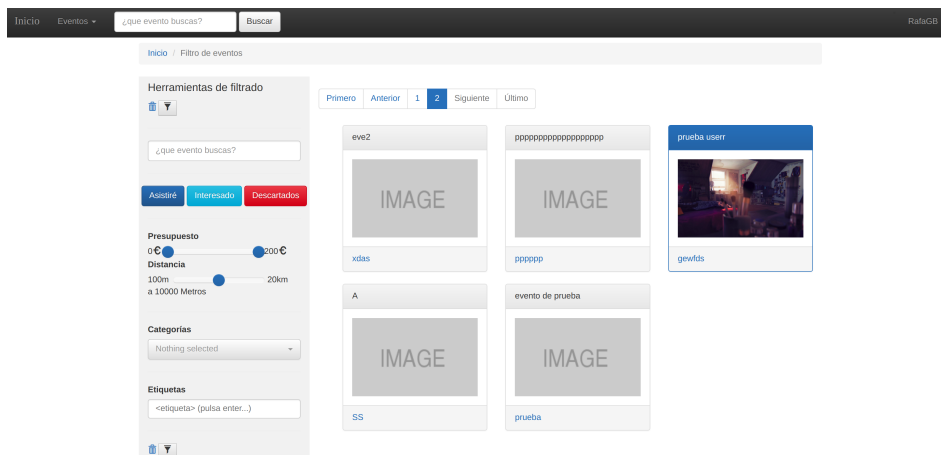 Inicio Eventos ¿que evento buscas? Buscar RafaGB
Inicio / Filtro de eventos
Herramientas de filtrado
¿que evento buscas?
Asistiré Interesado Descartados
Presupuesto
0€ 200€
Distancia
100m 20km
a 10000 Metros
Categorías
Nothing selected
Etiquetas
<etiqueta> (pulsa enter...)
Primero Anterior 1 2 Siguiente Último
eve2
IMAGE
xdas
ppppppppppppppppppp
IMAGE
pppppp
prueba userr
gewfds
A
IMAGE
SS
evento de prueba
IMAGE
prueba